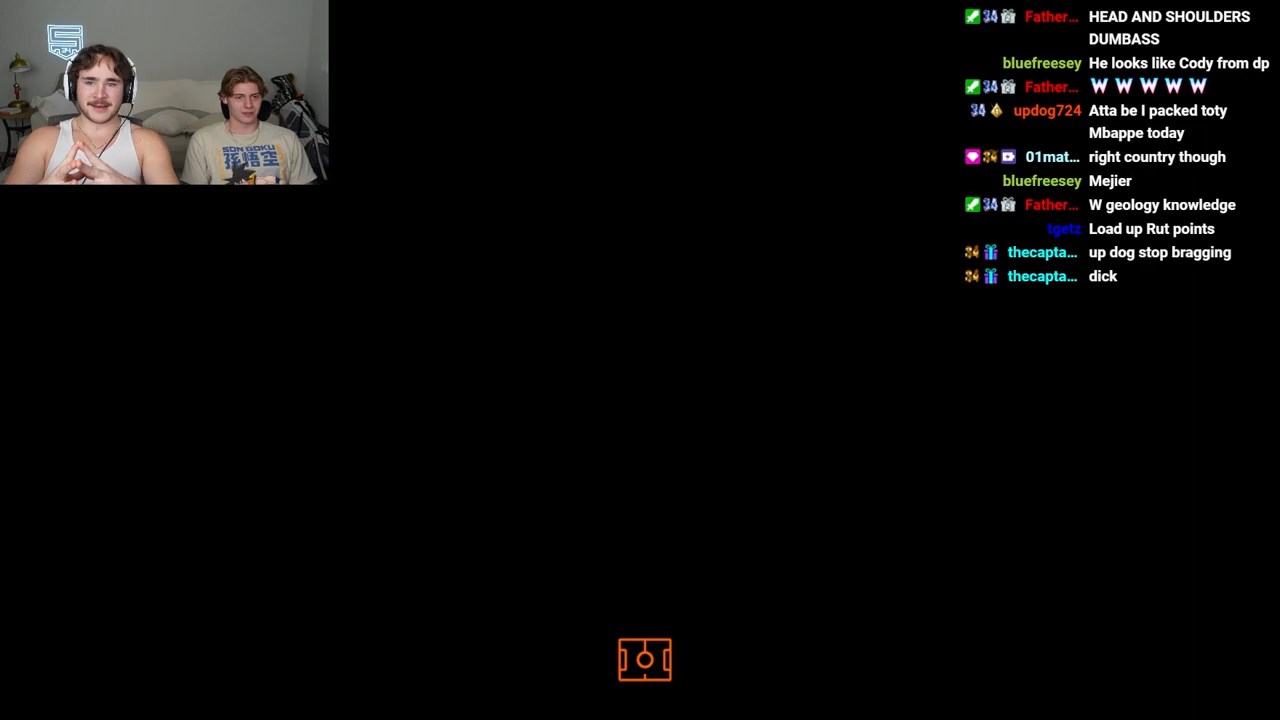 SON GOKU
孫悟空
Father... HEAD AND SHOULDERS
DUMBASS
bluefreesey He looks like Cody from dp
Father... W W W W W
updog724 Atta be I packed toty
Mbappe today
01mat... right country though
bluefreesey Mejier
Father... W geology knowledge
tgetz Load up Rut points
thecapta... up dog stop bragging
thecapta... dick